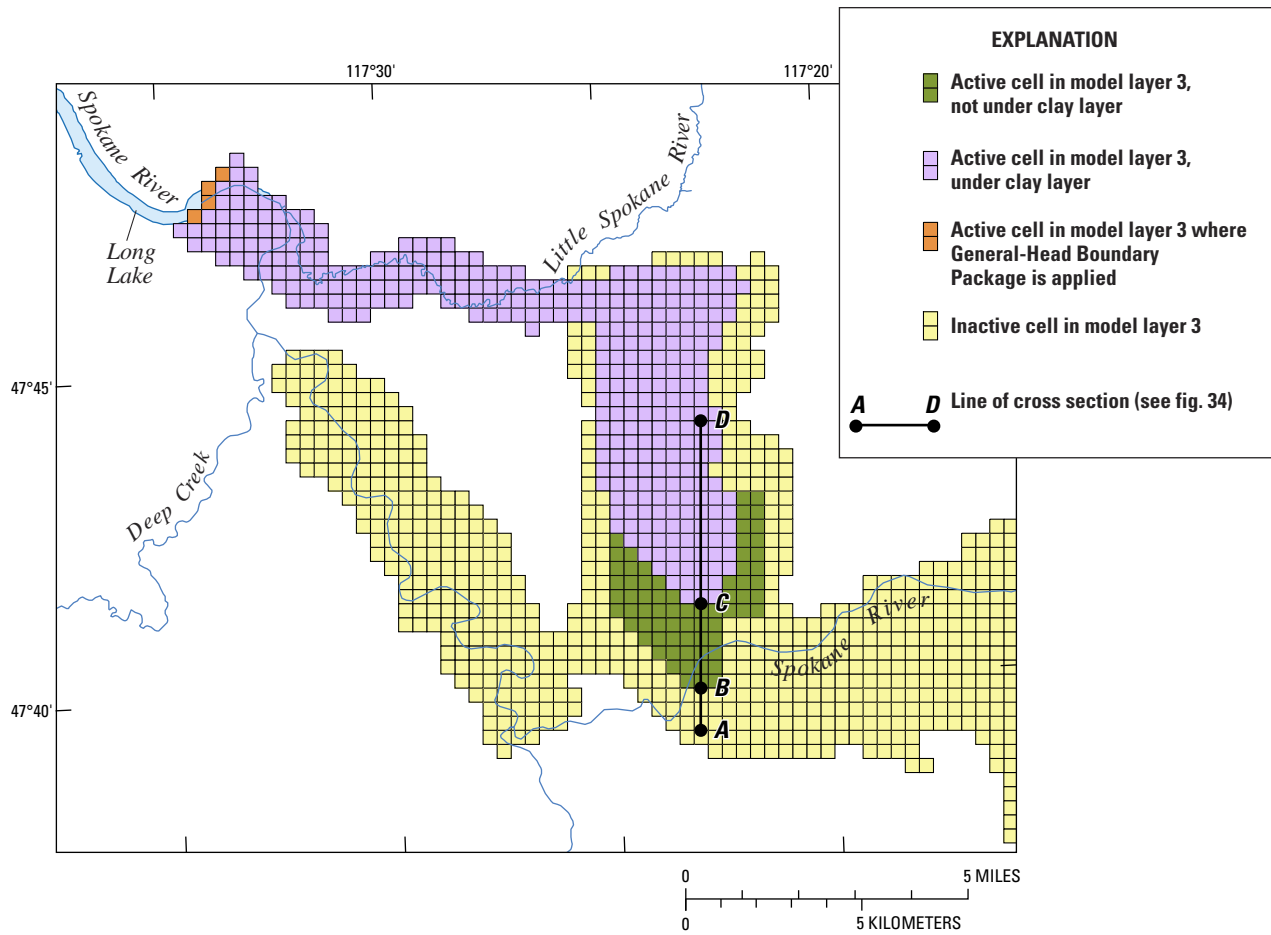 EXPLANATION
Active cell in model layer 3,
not under clay layer
Active cell in model layer 3,
under clay layer
Active cell in model layer 3 where
General-Head Boundary
Package is applied
Inactive cell in model layer 3
A D
Line of cross section (see fig. 34)
117°30'
117°20'
Spokane River
Little Spokane River
Long
Lake
47°45'
D
Deep Creek
C
Spokane River
B
47°40'
A
0 5 MILES
0 5 KILOMETERS